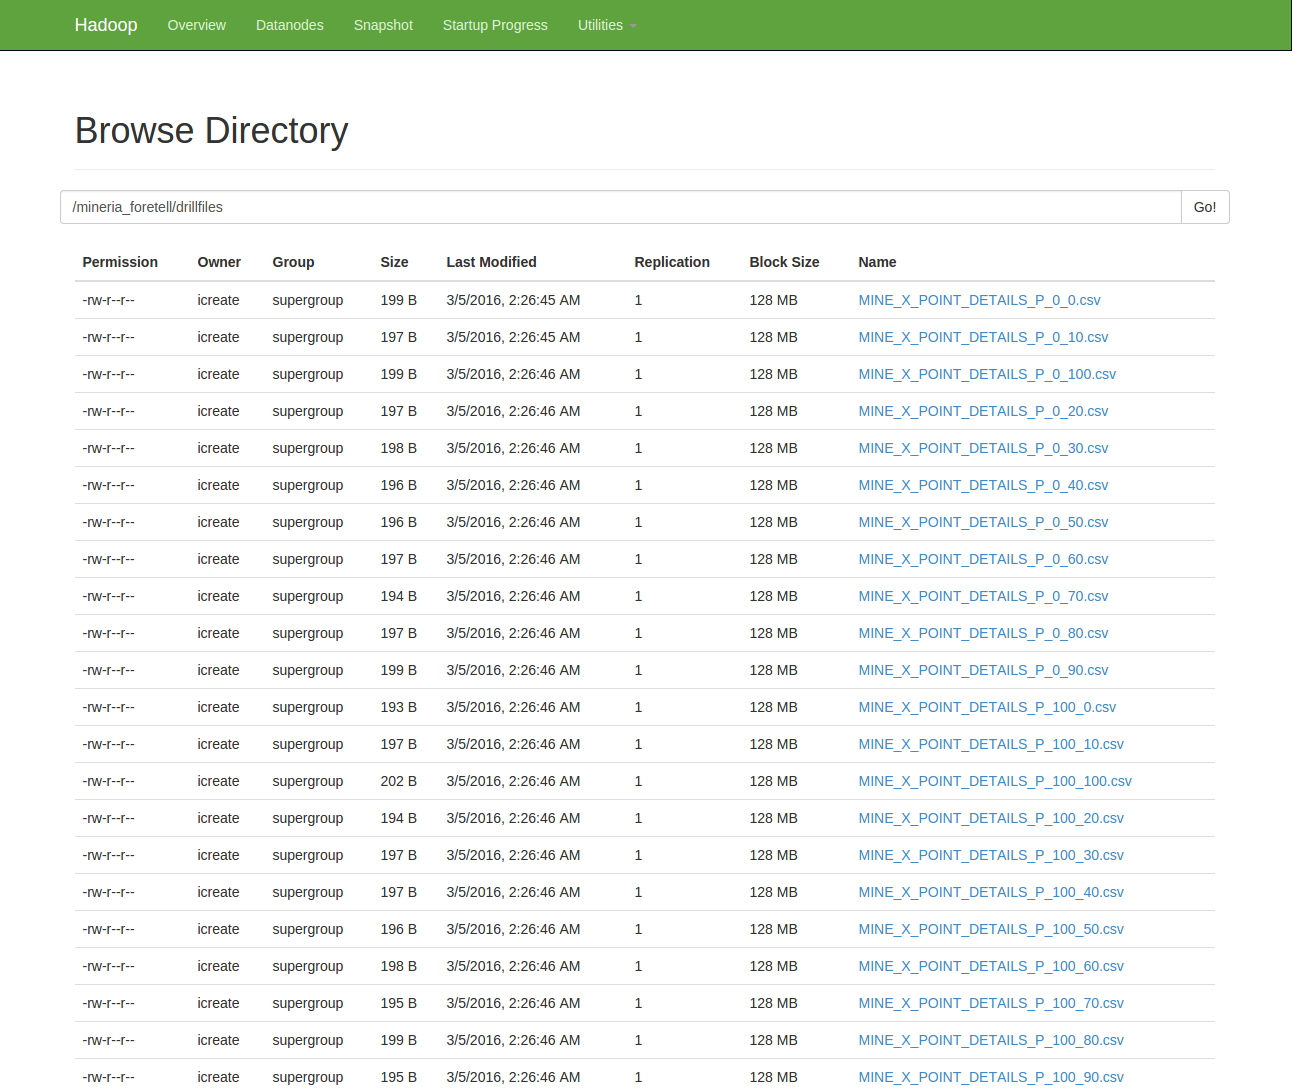 Hadoop Overview Datanodes Snapshot Startup Progress Utilities
Browse Directory
/mineria_foretell/drillfiles Go!
Permission Owner Group Size Last Modified Replication Block Size Name
-rw-r--r-- icreate supergroup 199 B 3/5/2016, 2:26:45 AM 1 128 MB MINE_X_POINT_DETAILS_P_0_0.csv
-rw-r--r-- icreate supergroup 197 B 3/5/2016, 2:26:45 AM 1 128 MB MINE_X_POINT_DETAILS_P_0_10.csv
-rw-r--r-- icreate supergroup 199 B 3/5/2016, 2:26:46 AM 1 128 MB MINE_X_POINT_DETAILS_P_0_100.csv
-rw-r--r-- icreate supergroup 197 B 3/5/2016, 2:26:46 AM 1 128 MB MINE_X_POINT_DETAILS_P_0_20.csv
-rw-r--r-- icreate supergroup 198 B 3/5/2016, 2:26:46 AM 1 128 MB MINE_X_POINT_DETAILS_P_0_30.csv
-rw-r--r-- icreate supergroup 196 B 3/5/2016, 2:26:46 AM 1 128 MB MINE_X_POINT_DETAILS_P_0_40.csv
-rw-r--r-- icreate supergroup 196 B 3/5/2016, 2:26:46 AM 1 128 MB MINE_X_POINT_DETAILS_P_0_50.csv
-rw-r--r-- icreate supergroup 197 B 3/5/2016, 2:26:46 AM 1 128 MB MINE_X_POINT_DETAILS_P_0_60.csv
-rw-r--r-- icreate supergroup 194 B 3/5/2016, 2:26:46 AM 1 128 MB MINE_X_POINT_DETAILS_P_0_70.csv
-rw-r--r-- icreate supergroup 197 B 3/5/2016, 2:26:46 AM 1 128 MB MINE_X_POINT_DETAILS_P_0_80.csv
-rw-r--r-- icreate supergroup 199 B 3/5/2016, 2:26:46 AM 1 128 MB MINE_X_POINT_DETAILS_P_0_90.csv
-rw-r--r-- icreate supergroup 193 B 3/5/2016, 2:26:46 AM 1 128 MB MINE_X_POINT_DETAILS_P_100_0.csv
-rw-r--r-- icreate supergroup 197 B 3/5/2016, 2:26:46 AM 1 128 MB MINE_X_POINT_DETAILS_P_100_10.csv
-rw-r--r-- icreate supergroup 202 B 3/5/2016, 2:26:46 AM 1 128 MB MINE_X_POINT_DETAILS_P_100_100.csv
-rw-r--r-- icreate supergroup 194 B 3/5/2016, 2:26:46 AM 1 128 MB MINE_X_POINT_DETAILS_P_100_20.csv
-rw-r--r-- icreate supergroup 197 B 3/5/2016, 2:26:46 AM 1 128 MB MINE_X_POINT_DETAILS_P_100_30.csv
-rw-r--r-- icreate supergroup 197 B 3/5/2016, 2:26:46 AM 1 128 MB MINE_X_POINT_DETAILS_P_100_40.csv
-rw-r--r-- icreate supergroup 196 B 3/5/2016, 2:26:46 AM 1 128 MB MINE_X_POINT_DETAILS_P_100_50.csv
-rw-r--r-- icreate supergroup 198 B 3/5/2016, 2:26:46 AM 1 128 MB MINE_X_POINT_DETAILS_P_100_60.csv
-rw-r--r-- icreate supergroup 195 B 3/5/2016, 2:26:46 AM 1 128 MB MINE_X_POINT_DETAILS_P_100_70.csv
-rw-r--r-- icreate supergroup 199 B 3/5/2016, 2:26:46 AM 1 128 MB MINE_X_POINT_DETAILS_P_100_80.csv
-rw-r--r-- icreate supergroup 195 B 3/5/2016, 2:26:46 AM 1 128 MB MINE_X_POINT_DETAILS_P_100_90.csv